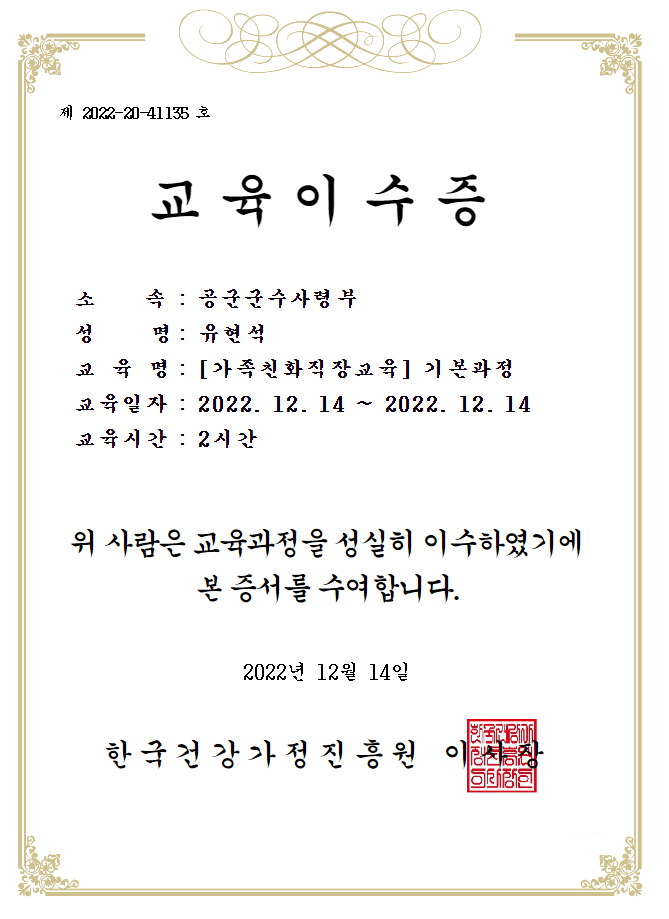 제 2022-20-41135 호
교육이수증
소 속 : 공군군수사령부
성 명 : 유현석
교 육 명 : [가족친화직장교육] 기본과정
교육일자 : 2022. 12. 14 ~ 2022. 12. 14
교육시간 : 2시간
위 사람은 교육과정을 성실히 이수하였기에
본 증서를 수여합니다.
2022년 12월 14일
한국건강가정진흥원 이사장